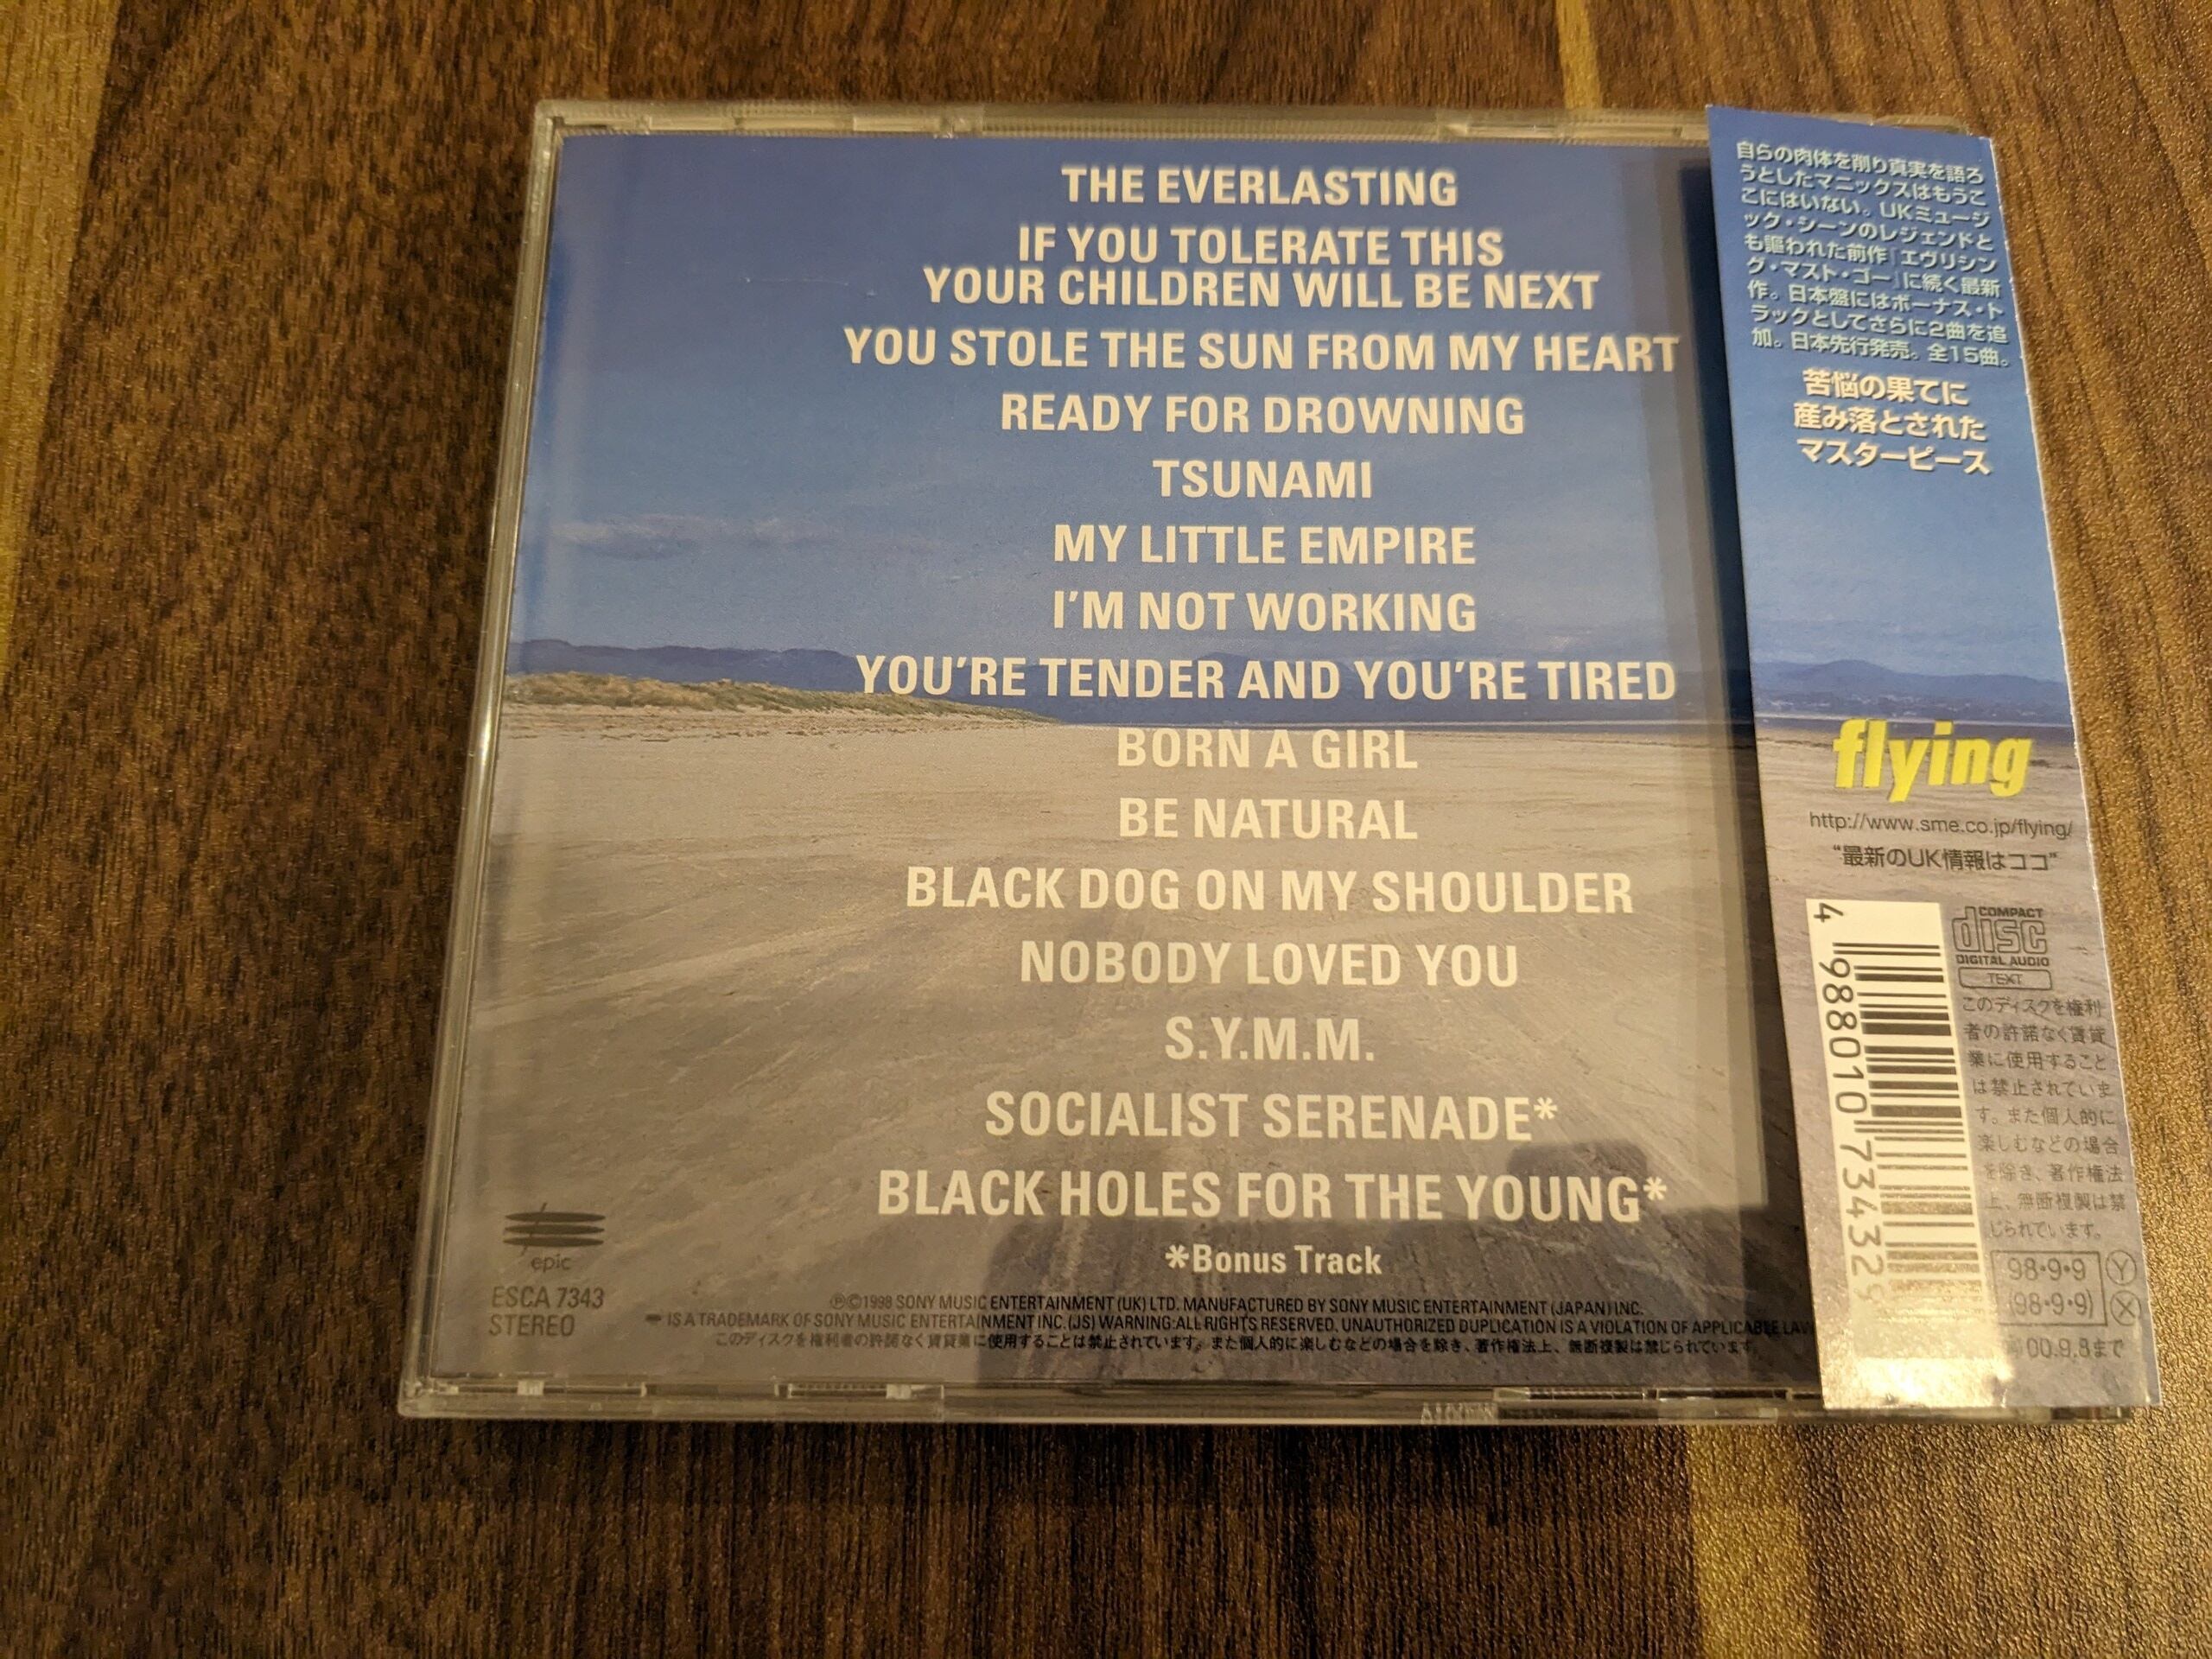 THE EVERLASTING
IF YOU TOLERATE THIS
YOUR CHILDREN WILL BE NEXT
YOU STOLE THE SUN FROM MY HEART
READY FOR DROWNING
TSUNAMI
MY LITTLE EMPIRE
I'M NOT WORKING
YOU'RE TENDER AND YOU'RE TIRED
BORN A GIRL
BE NATURAL
BLACK DOG ON MY SHOULDER
NOBODY LOVED YOU
S.Y.M.M.
SOCIALIST SERENADE*
BLACK HOLES FOR THE YOUNG*
*Bonus Track
epic
ESCA 7343
STEREO
℗©1998 SONY MUSIC ENTERTAINMENT (UK) LTD. MANUFACTURED BY SONY MUSIC ENTERTAINMENT (JAPAN) INC.
IS A TRADEMARK OF SONY MUSIC ENTERTAINMENT INC. (JS) WARNING:ALL RIGHTS RESERVED. UNAUTHORIZED DUPLICATION IS A VIOLATION OF APPLICABLE LAW
このディスクを権利者の許諾なく賃貸業に使用することは禁止されています。また個人的に楽しむなどの場合を除き、著作権法上、無断複製は禁じられています。
自らの肉体を削り真実を語ろ
うとしたマニックスはもうこ
こにはいない。UKミュージ
ック・シーンのレジェンドと
も謳われた前作『エヴリシン
グ・マスト・ゴー』に続く最新
作。日本盤にはボーナス・ト
ラックとしてさらに2曲を追
加。日本先行発売。全15曲。
苦悩の果てに
産み落とされた
マスターピース
flying
http://www.sme.co.jp/flying/
"最新のUK情報はココ"
COMPACT
disc
DIGITAL AUDIO
TEXT
4 988010 734329
このディスクを権利
者の許諾なく賃貸
業に使用すること
は禁止されていま
す。また個人的に
楽しむなどの場合
を除き、著作権法
上、無断複製は禁
じられています。
98・9・9 Y
(98・9・9) X
00.9.8まで